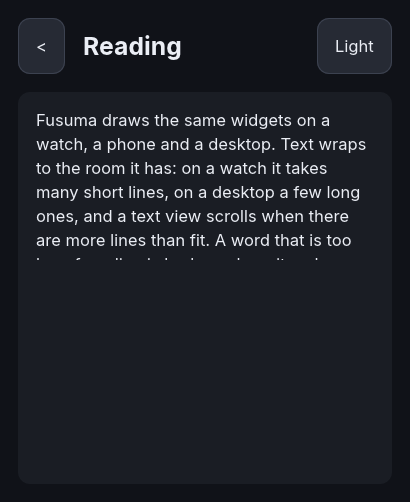 <
Reading
Light
Fusuma draws the same widgets on a
watch, a phone and a desktop. Text wraps
to the room it has: on a watch it takes
many short lines, on a desktop a few long
ones, and a text view scrolls when there
are more lines than fit. A word that is too